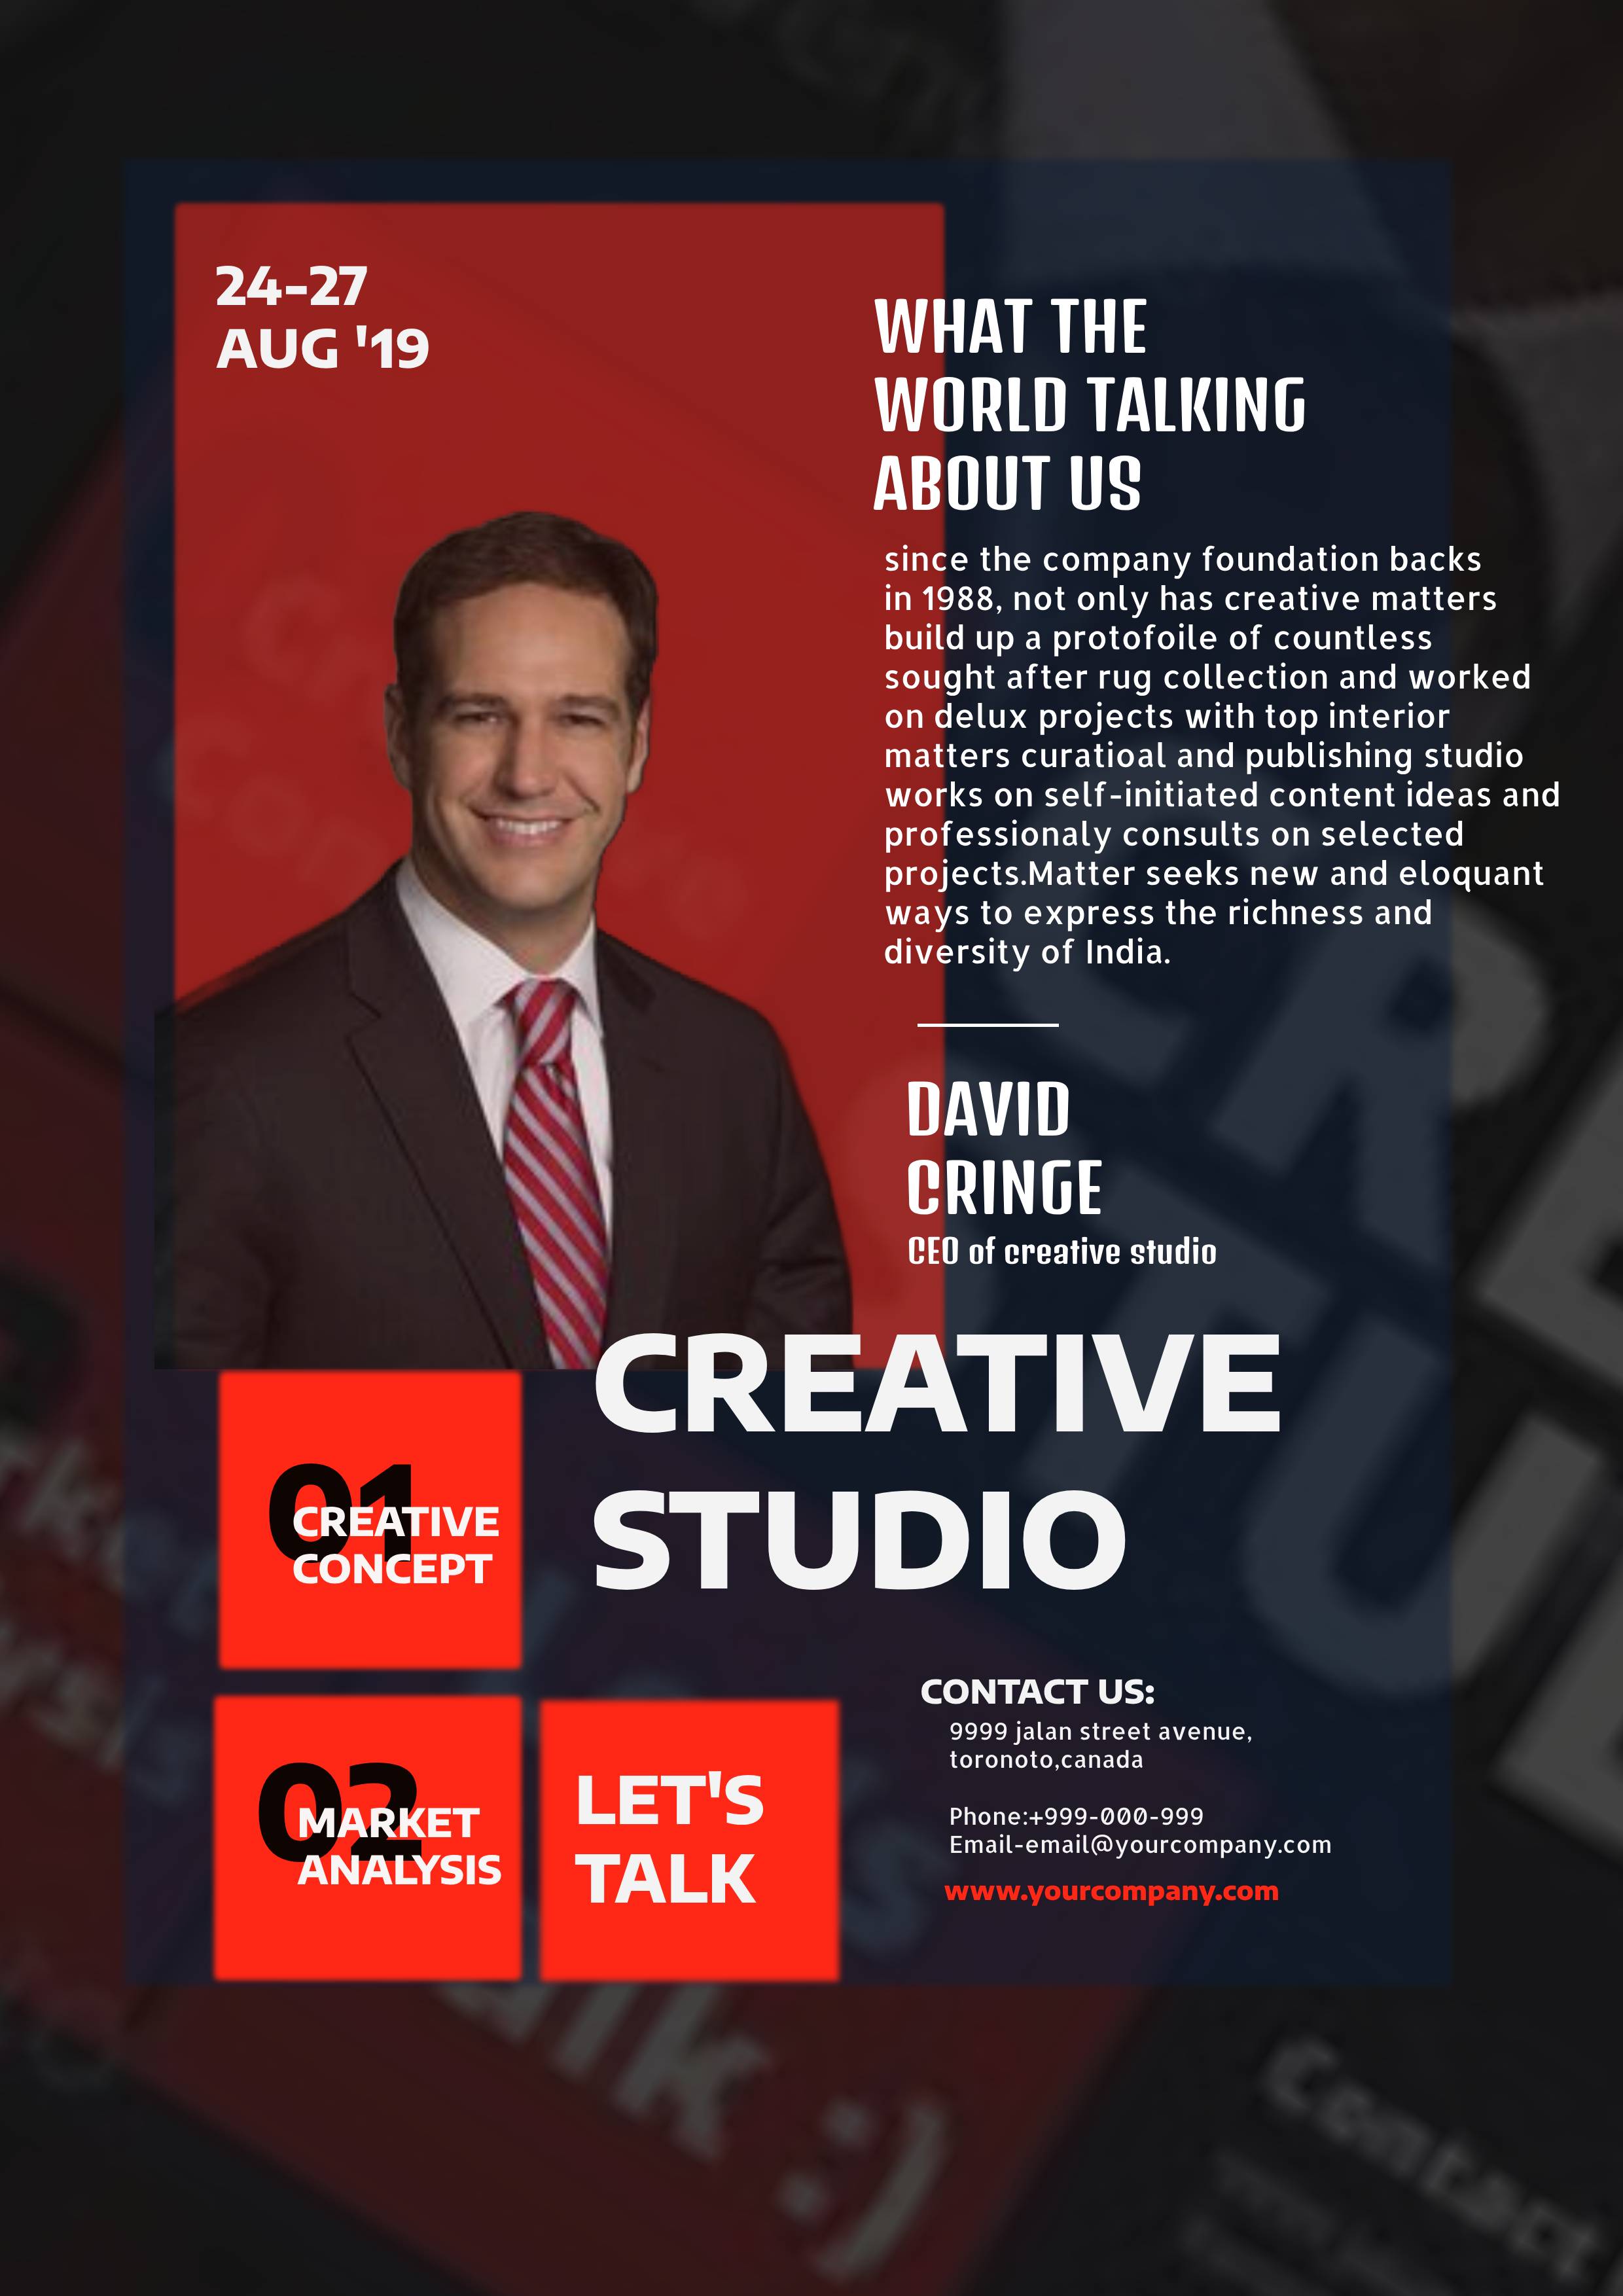 24-27
AUG '19
WHAT THE
WORLD TALKING
ABOUT US
since the company foundation backs
in 1988, not only has creative matters
build up a protofoile of countless
sought after rug collection and worked
on delux projects with top interior
matters curatioal and publishing studio
works on self-initiated content ideas and
professionaly consults on selected
projects.Matter seeks new and eloquant
ways to express the richness and
diversity of India.
DAVID
CRINGE
CEO of creative studio
CREATIVE
STUDIO
01
CREATIVE
CONCEPT
02
MARKET
ANALYSIS
LET'S
TALK
CONTACT US:
9999 jalan street avenue,
toronoto,canada
Phone:+999-000-999
Email-email@yourcompany.com
www.yourcompany.com
contact